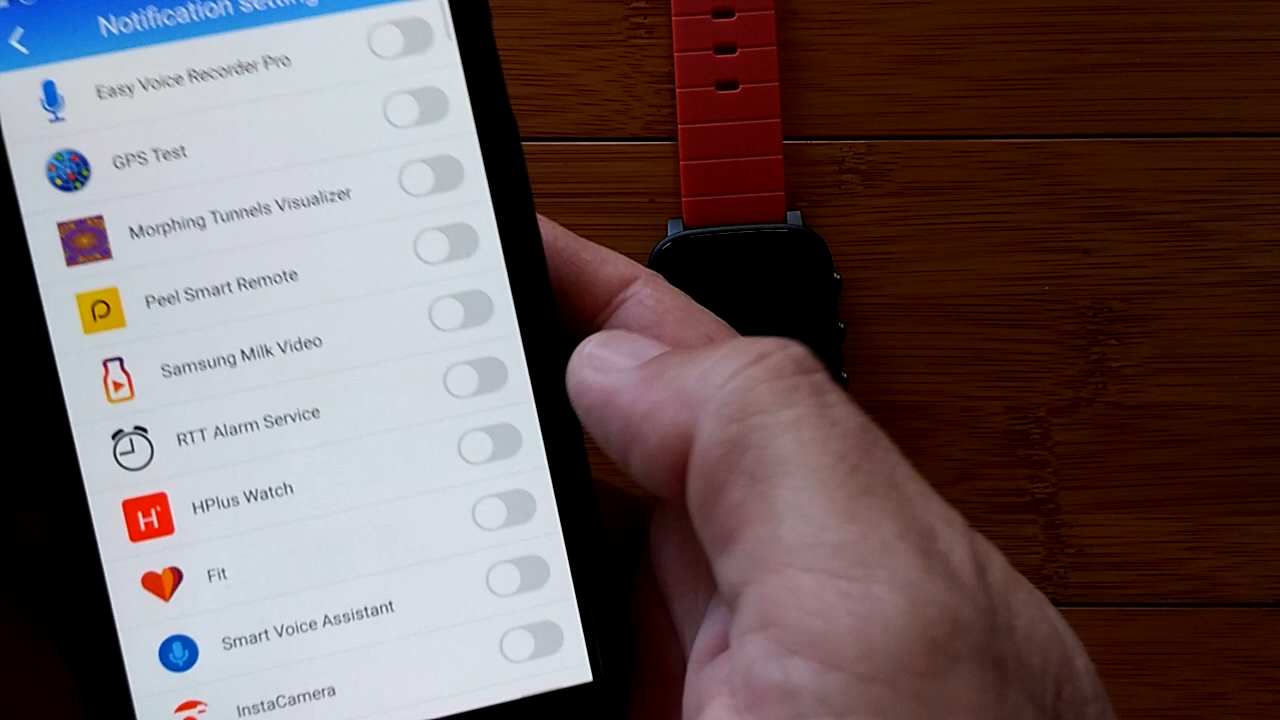 Notification setting
Easy Voice Recorder Pro
GPS Test
Morphing Tunnels Visualizer
Peel Smart Remote
Samsung Milk Video
RTT Alarm Service
HPlus Watch
H+
Fit
Smart Voice Assistant
InstaCamera